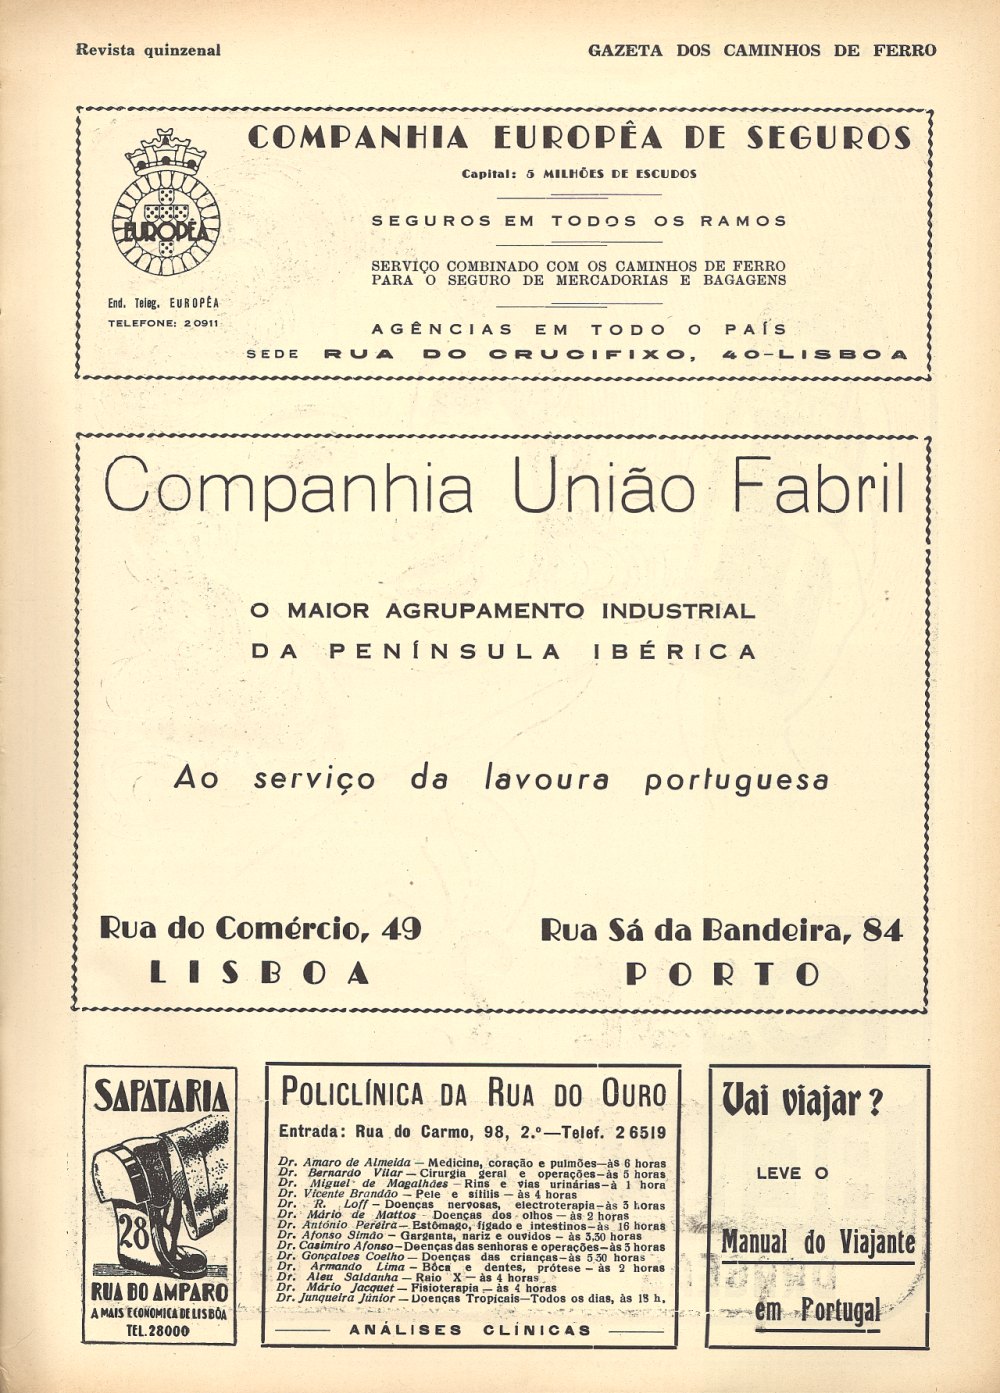 Revista quinzenal
GAZETA DOS CAMINHOS DE FERRO
EUROPÊA
End. Teleg. EUROPÊA
TELEFONE: 20911
COMPANHIA EUROPÊA DE SEGUROS
Capital: 5 MILHÕES DE ESCUDOS
SEGUROS EM TODOS OS RAMOS
SERVIÇO COMBINADO COM OS CAMINHOS DE FERRO
PARA O SEGURO DE MERCADORIAS E BAGAGENS
AGÊNCIAS EM TODO O PAÍS
SEDE RUA DO CRUCIFIXO, 40-LISBOA
Companhia União Fabril
O MAIOR AGRUPAMENTO INDUSTRIAL
DA PENÍNSULA IBÉRICA
Ao serviço da lavoura portuguesa
Rua do Comércio, 49
LISBOA
Rua Sá da Bandeira, 84
PORTO
SAPATARIA
28
RUA DO AMPARO
A MAIS ECONOMICA DE LISBÔA
TEL. 28000
POLICLÍNICA DA RUA DO OURO
Entrada: Rua do Carmo, 98, 2.º—Telef. 26519
Dr. Amaro de Almeida — Medicina, coração e pulmões—às 6 horas
Dr. Bernardo Vilar — Cirurgia geral e operações—às 5 horas
Dr. Miguel de Magalhães — Rins e vias urinárias—à 1 hora
Dr. Vicente Brandão — Pele e sífilis — às 4 horas
Dr. R. Loff — Doenças nervosas, electroterapia—às 3 horas
Dr. Mário de Mattos — Doenças dos olhos — às 2 horas
Dr. António Pereira — Estômago, fígado e intestinos—às 16 horas
Dr. Afonso Simão — Garganta, nariz e ouvidos — às 3,30 horas
Dr. Casimiro Afonso — Doenças das senhoras e operações—às 3 horas
Dr. Gonçalves Coelho — Doenças das crianças—às 5.30 horas
Dr. Armando Lima — Bôca e dentes, prótese — às 2 horas
Dr. Aleu Saldanha — Raio X — às 4 horas
Dr. Mário Jacquet — Fisioterapia — às 4 horas
Dr. Junqueira Júnior — Doenças Tropicais—Todos os dias, às 18 h.
ANÁLISES CLÍNICAS
Vai viajar?
LEVE O
Manual do Viajante
em Portugal